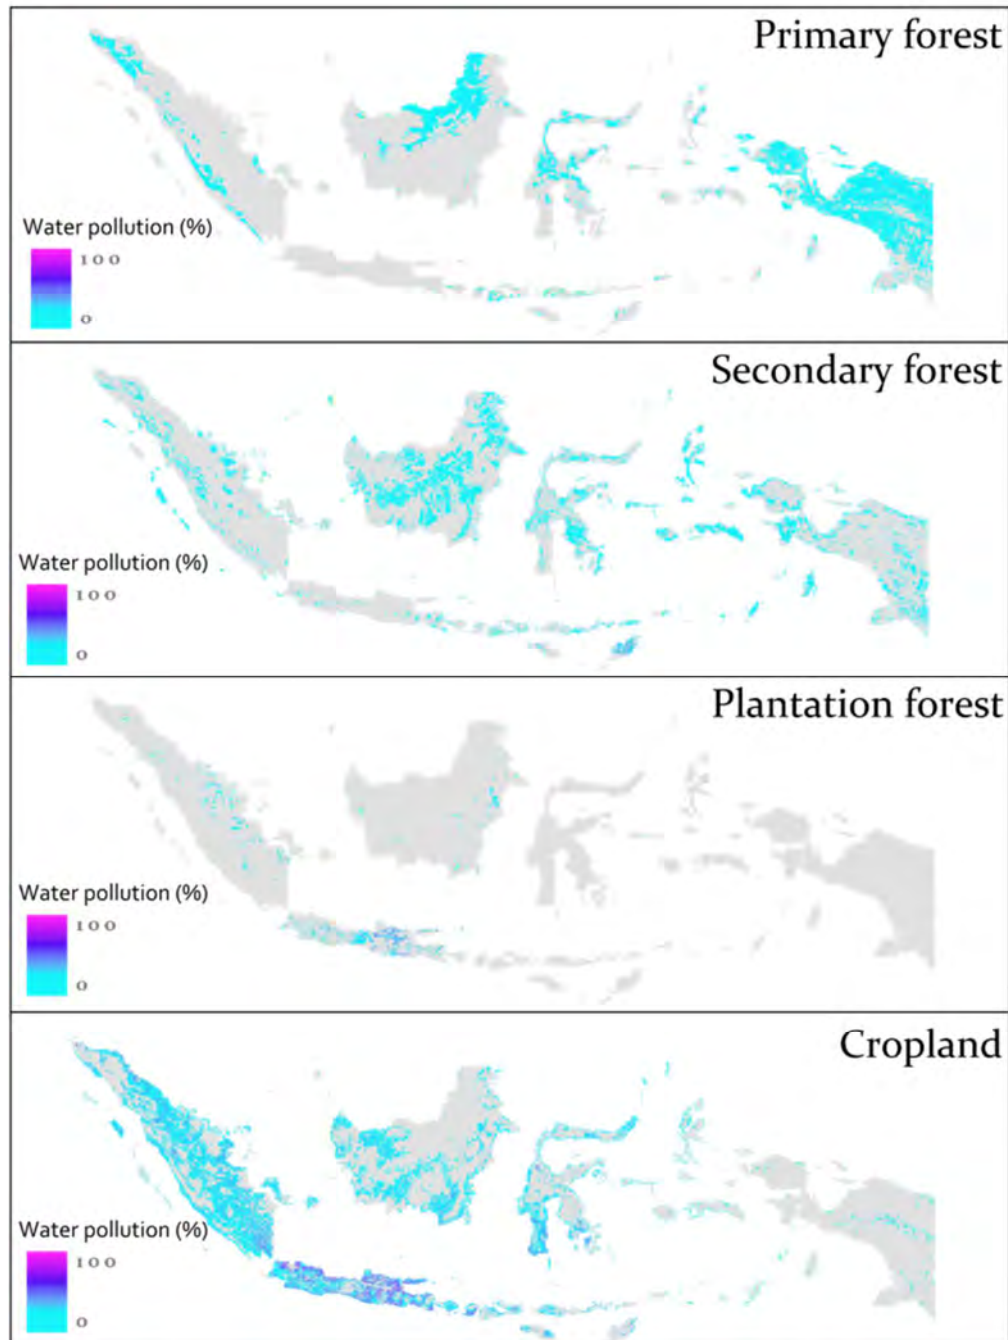 Primary forest
Water pollution (%)
100
0
Secondary forest
Water pollution (%)
100
0
Plantation forest
Water pollution (%)
100
0
Cropland
Water pollution (%)
100
0